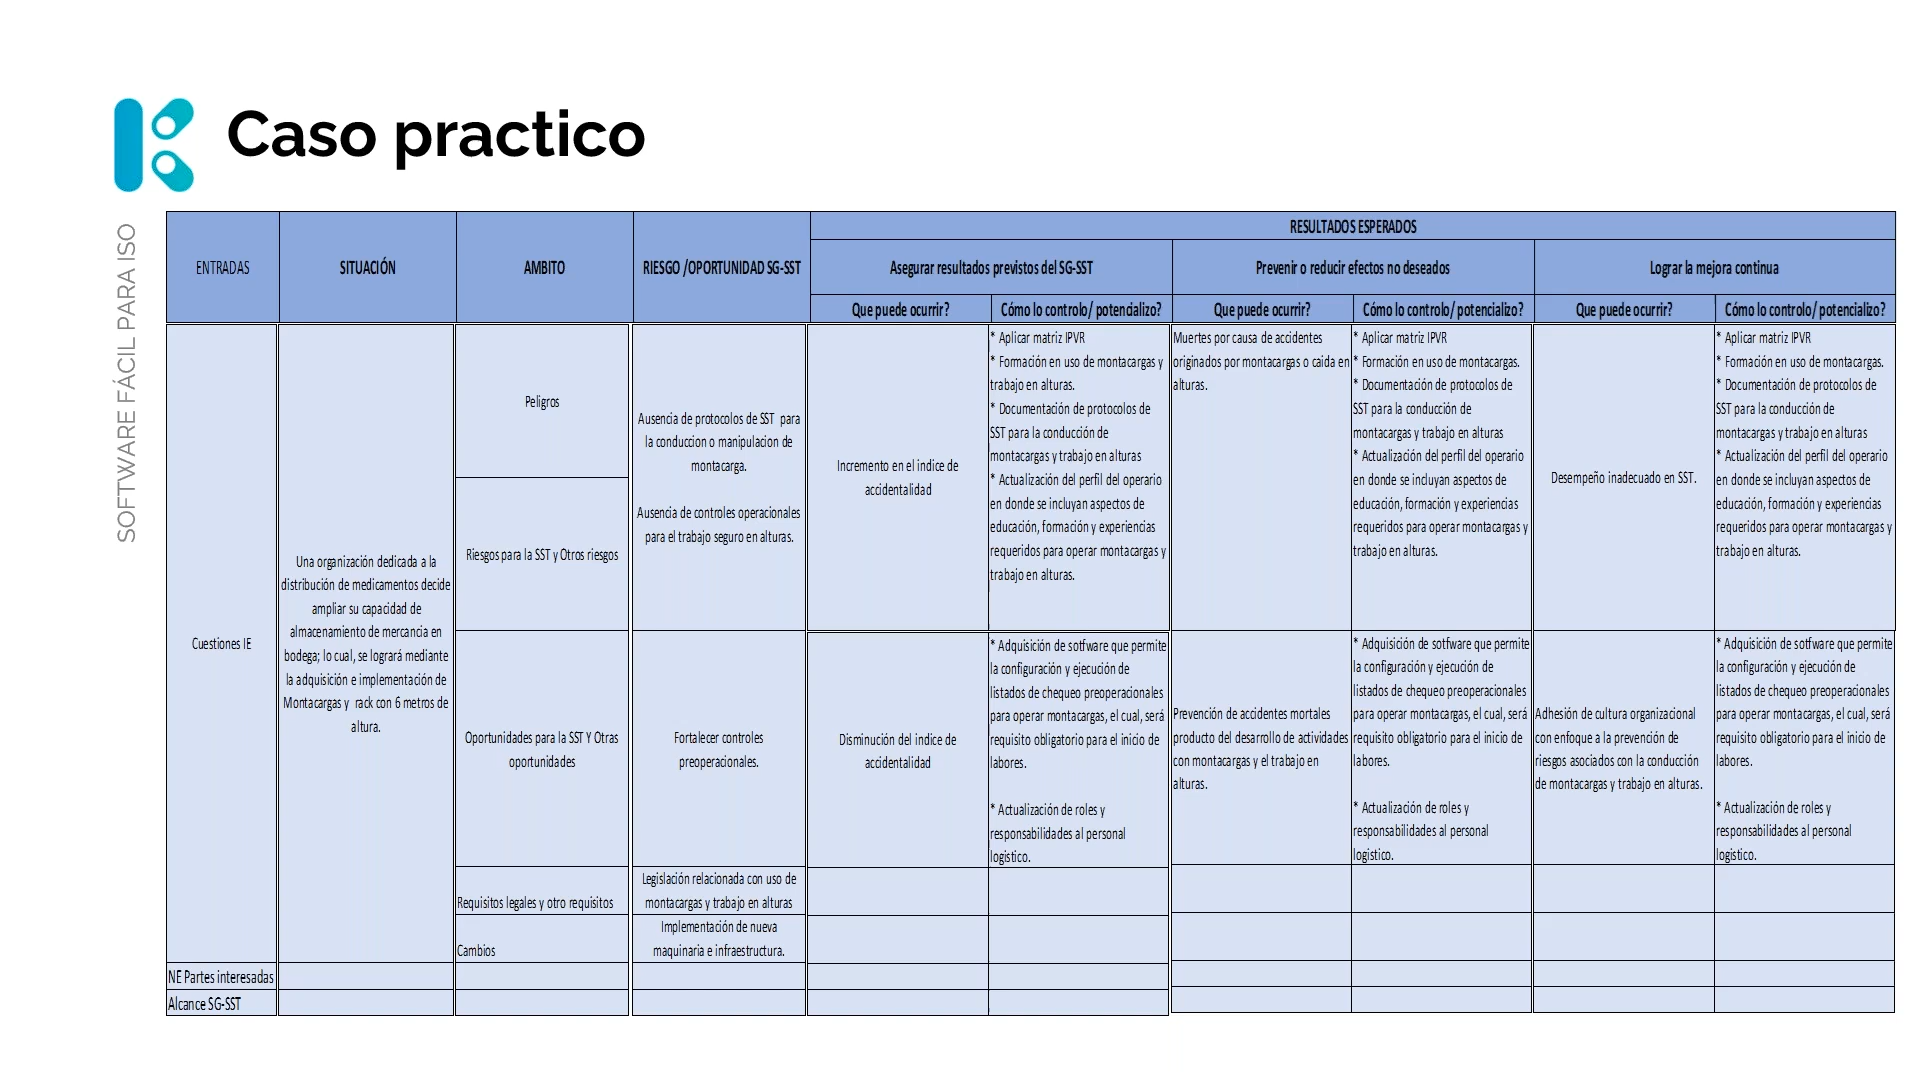 Caso practico
SOFTWARE FÁCIL PARA ISO
RESULTADOS ESPERADOS
ENTRADAS
SITUACIÓN
AMBITO
RIESGO /OPORTUNIDAD SG-SST
Asegurar resultados previstos del SG-SST
Prevenir o reducir efectos no deseados
Lograr la mejora continua
Que puede ocurrir?
Cómo lo controlo/ potencializo?
Que puede ocurrir?
Cómo lo controlo/ potencializo?
Que puede ocurrir?
Cómo lo controlo/ potencializo?
Cuestiones IE
Una organización dedicada a la
distribución de medicamentos decide
ampliar su capacidad de
almacenamiento de mercancia en
bodega; lo cual, se logrará mediante
la adquisición e implementación de
Montacargas y rack con 6 metros de
altura.
Peligros
Riesgos para la SST y Otros riesgos
Ausencia de protocolos de SST para
la conduccion o manipulacion de
montacarga.
Ausencia de controles operacionales
para el trabajo seguro en alturas.
Incremento en el indice de
accidentalidad
* Aplicar matriz IPVR
* Formación en uso de montacargas y
trabajo en alturas.
* Documentación de protocolos de
SST para la conducción de
montacargas y trabajo en alturas
* Actualización del perfil del operario
en donde se incluyan aspectos de
educación, formación y experiencias
requeridos para operar montacargas y
trabajo en alturas.
Muertes por causa de accidentes
originados por montacargas o caida en
alturas.
* Aplicar matriz IPVR
* Formación en uso de montacargas.
* Documentación de protocolos de
SST para la conducción de
montacargas y trabajo en alturas
* Actualización del perfil del operario
en donde se incluyan aspectos de
educación, formación y experiencias
requeridos para operar montacargas y
trabajo en alturas.
Desempeño inadecuado en SST.
* Aplicar matriz IPVR
* Formación en uso de montacargas.
* Documentación de protocolos de
SST para la conducción de
montacargas y trabajo en alturas
* Actualización del perfil del operario
en donde se incluyan aspectos de
educación, formación y experiencias
requeridos para operar montacargas y
trabajo en alturas.
Oportunidades para la SST Y Otras
oportunidades
Fortalecer controles
preoperacionales.
Disminución del indice de
accidentalidad
* Adquisición de sotfware que permite
la configuración y ejecución de
listados de chequeo preoperacionales
para operar montacargas, el cual, será
requisito obligatorio para el inicio de
labores.
* Actualización de roles y
responsabilidades al personal
logistico.
Prevención de accidentes mortales
producto del desarrollo de actividades
con montacargas y el trabajo en
alturas.
* Adquisición de sotfware que permite
la configuración y ejecución de
listados de chequeo preoperacionales
para operar montacargas, el cual, será
requisito obligatorio para el inicio de
labores.
* Actualización de roles y
responsabilidades al personal
logistico.
Adhesión de cultura organizacional
con enfoque a la prevención de
riesgos asociados con la conducción
de montacargas y trabajo en alturas.
* Adquisición de sotfware que permite
la configuración y ejecución de
listados de chequeo preoperacionales
para operar montacargas, el cual, será
requisito obligatorio para el inicio de
labores.
* Actualización de roles y
responsabilidades al personal
logistico.
Requisitos legales y otro requisitos
Legislación relacionada con uso de
montacargas y trabajo en alturas
Cambios
Implementación de nueva
maquinaria e infraestructura.
NE Partes interesadas
Alcance SG-SST